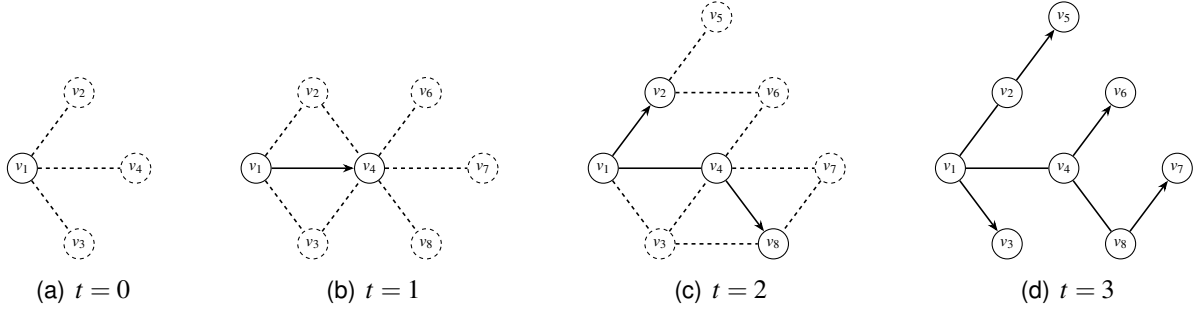 v5
v5
v2
v2
v6
v2
v6
v2
v6
v1
v4
v1
v4
v7
v1
v4
v7
v1
v4
v7
v3
v3
v8
v3
v8
v3
v8
(a) t = 0
(b) t = 1
(c) t = 2
(d) t = 3